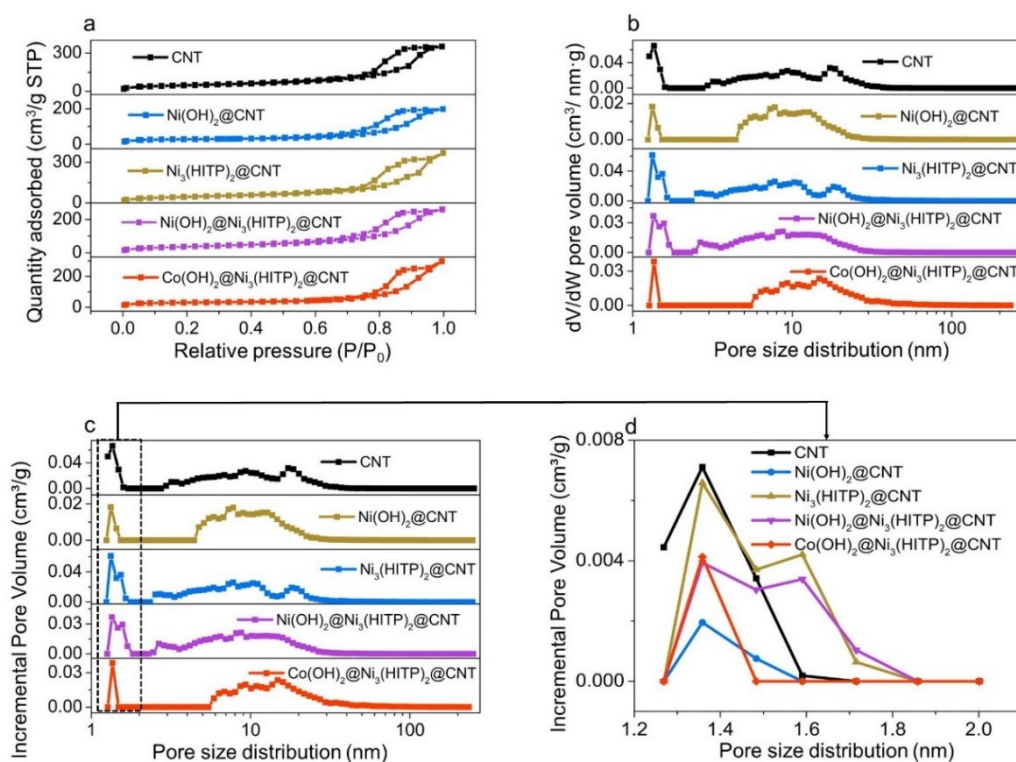 a
Quantity adsorbed (cm³/g STP)
300
0
CNT
200
0
Ni(OH)₂@CNT
300
0
Ni₃(HITP)₂@CNT
200
0
Ni(OH)₂@Ni₃(HITP)₂@CNT
200
0
Co(OH)₂@Ni₃(HITP)₂@CNT
0.0 0.2 0.4 0.6 0.8 1.0
Relative pressure (P/P₀)
b
dV/dW pore volume (cm³/ nm·g)
0.04
0.00
CNT
0.02
0.00
Ni(OH)₂@CNT
0.04
0.00
Ni₃(HITP)₂@CNT
0.03
0.00
Ni(OH)₂@Ni₃(HITP)₂@CNT
0.03
0.00
Co(OH)₂@Ni₃(HITP)₂@CNT
1 10 100
Pore size distribution (nm)
c
Incremental Pore Volume (cm³/g)
0.04
0.00
CNT
0.02
0.00
Ni(OH)₂@CNT
0.04
0.00
Ni₃(HITP)₂@CNT
0.03
0.00
Ni(OH)₂@Ni₃(HITP)₂@CNT
0.03
0.00
Co(OH)₂@Ni₃(HITP)₂@CNT
1 10 100
Pore size distribution (nm)
d
Incremental Pore Volume (cm³/g)
0.008
0.004
0.000
CNT
Ni(OH)₂@CNT
Ni₃(HITP)₂@CNT
Ni(OH)₂@Ni₃(HITP)₂@CNT
Co(OH)₂@Ni₃(HITP)₂@CNT
1.2 1.4 1.6 1.8 2.0
Pore size distribution (nm)